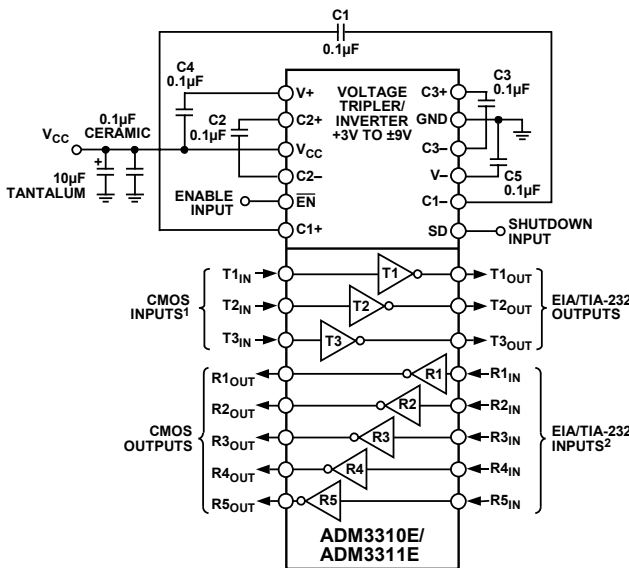 C1
0.1µF
C4
0.1µF
0.1µF
CERAMIC
VCC
+
10µF
TANTALUM
C2
0.1µF
ENABLE
INPUT
V+
C2+
VCC
C2–
EN
C1+
VOLTAGE
TRIPLER/
INVERTER
+3V TO ±9V
C3+
GND
C3–
V–
C1–
SD
C3
0.1µF
C5
0.1µF
SHUTDOWN
INPUT
CMOS
INPUTS1
T1IN T1 T1OUT
T2IN T2 T2OUT
T3IN T3 T3OUT
EIA/TIA-232
OUTPUTS
CMOS
OUTPUTS
R1OUT R1 R1IN
R2OUT R2 R2IN
R3OUT R3 R3IN
R4OUT R4 R4IN
R5OUT R5 R5IN
EIA/TIA-232
INPUTS2
ADM3310E/
ADM3311E